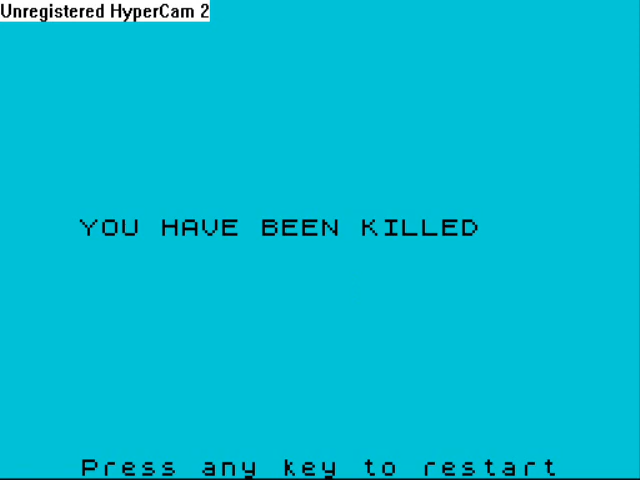 Unregistered HyperCam 2
YOU HAVE BEEN KILLED
Press any key to restart